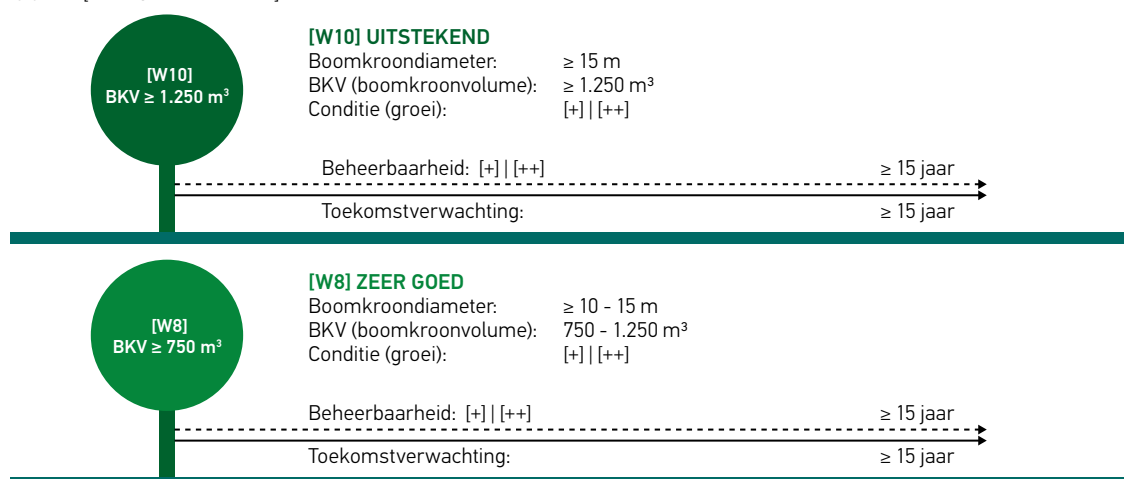 [W10]
BKV ≥ 1.250 m³
[W10] UITSTEKEND
Boomkroondiameter: ≥ 15 m
BKV (boomkroonvolume): ≥ 1.250 m³
Conditie (groei): [+] | [++]
Beheerbaarheid: [+] | [++] ≥ 15 jaar
Toekomstverwachting: ≥ 15 jaar
[W8]
BKV ≥ 750 m³
[W8] ZEER GOED
Boomkroondiameter: ≥ 10 - 15 m
BKV (boomkroonvolume): 750 - 1.250 m³
Conditie (groei): [+] | [++]
Beheerbaarheid: [+] | [++] ≥ 15 jaar
Toekomstverwachting: ≥ 15 jaar